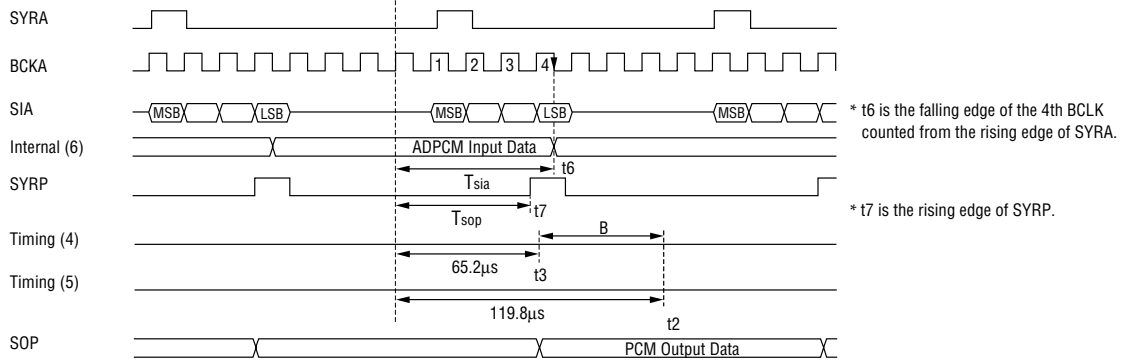 SYRA
BCKA
1 2 3 4
SIA
MSB LSB MSB LSB MSB
* t6 is the falling edge of the 4th BCLK
counted from the rising edge of SYRA.
Internal (6)
ADPCM Input Data
t6
Tsia
SYRP
t7
Tsop
* t7 is the rising edge of SYRP.
Timing (4)
B
65.2μs
t3
Timing (5)
119.8μs
t2
SOP
PCM Output Data